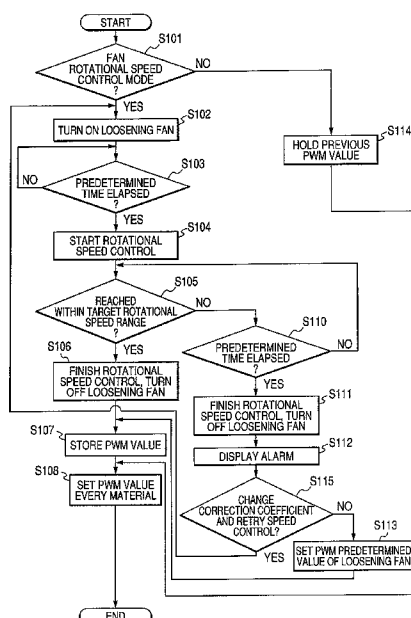 START
S101
FAN
ROTATIONAL SPEED
CONTROL MODE
?
NO
YES
S102
TURN ON LOOSENING FAN
S114
HOLD PREVIOUS
PWM VALUE
S103
NO
PREDETERMINED
TIME ELAPSED
?
YES
S104
START ROTATIONAL
SPEED CONTROL
S105
REACHED
WITHIN TARGET ROTATIONAL
SPEED RANGE
?
NO
S110
S106
YES
PREDETERMINED
TIME ELAPSED
?
NO
FINISH ROTATIONAL
SPEED CONTROL, TURN
OFF LOOSENING FAN
YES
S111
FINISH ROTATIONAL
SPEED CONTROL, TURN
OFF LOOSENING FAN
S107
STORE PWM VALUE
S112
DISPLAY ALARM
S108
SET PWM VALUE
EVERY MATERIAL
S115
CHANGE
CORRECTION COEFFICIENT
AND RETRY SPEED
CONTROL?
NO
S113
YES
SET PWM PREDETERMINED
VALUE OF LOOSENING FAN
END